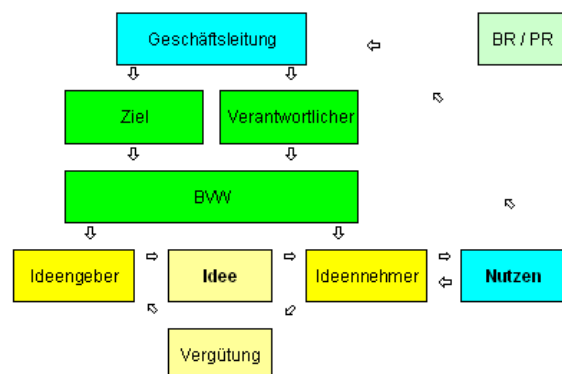 Geschäftsleitung
BR / PR
Ziel
Verantwortlicher
BVW
Ideengeber
Idee
Ideennehmer
Nutzen
Vergütung